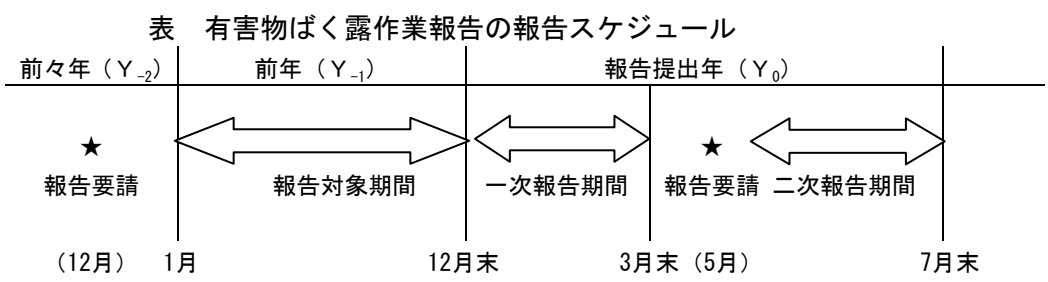 表　有害物ばく露作業報告の報告スケジュール
前々年（Ｙ₋₂） 前年（Ｙ₋₁） 報告提出年（Ｙ₀）
★ ★
報告要請 報告対象期間 一次報告期間 報告要請 二次報告期間
（12月） 1月 12月末 3月末（5月） 7月末